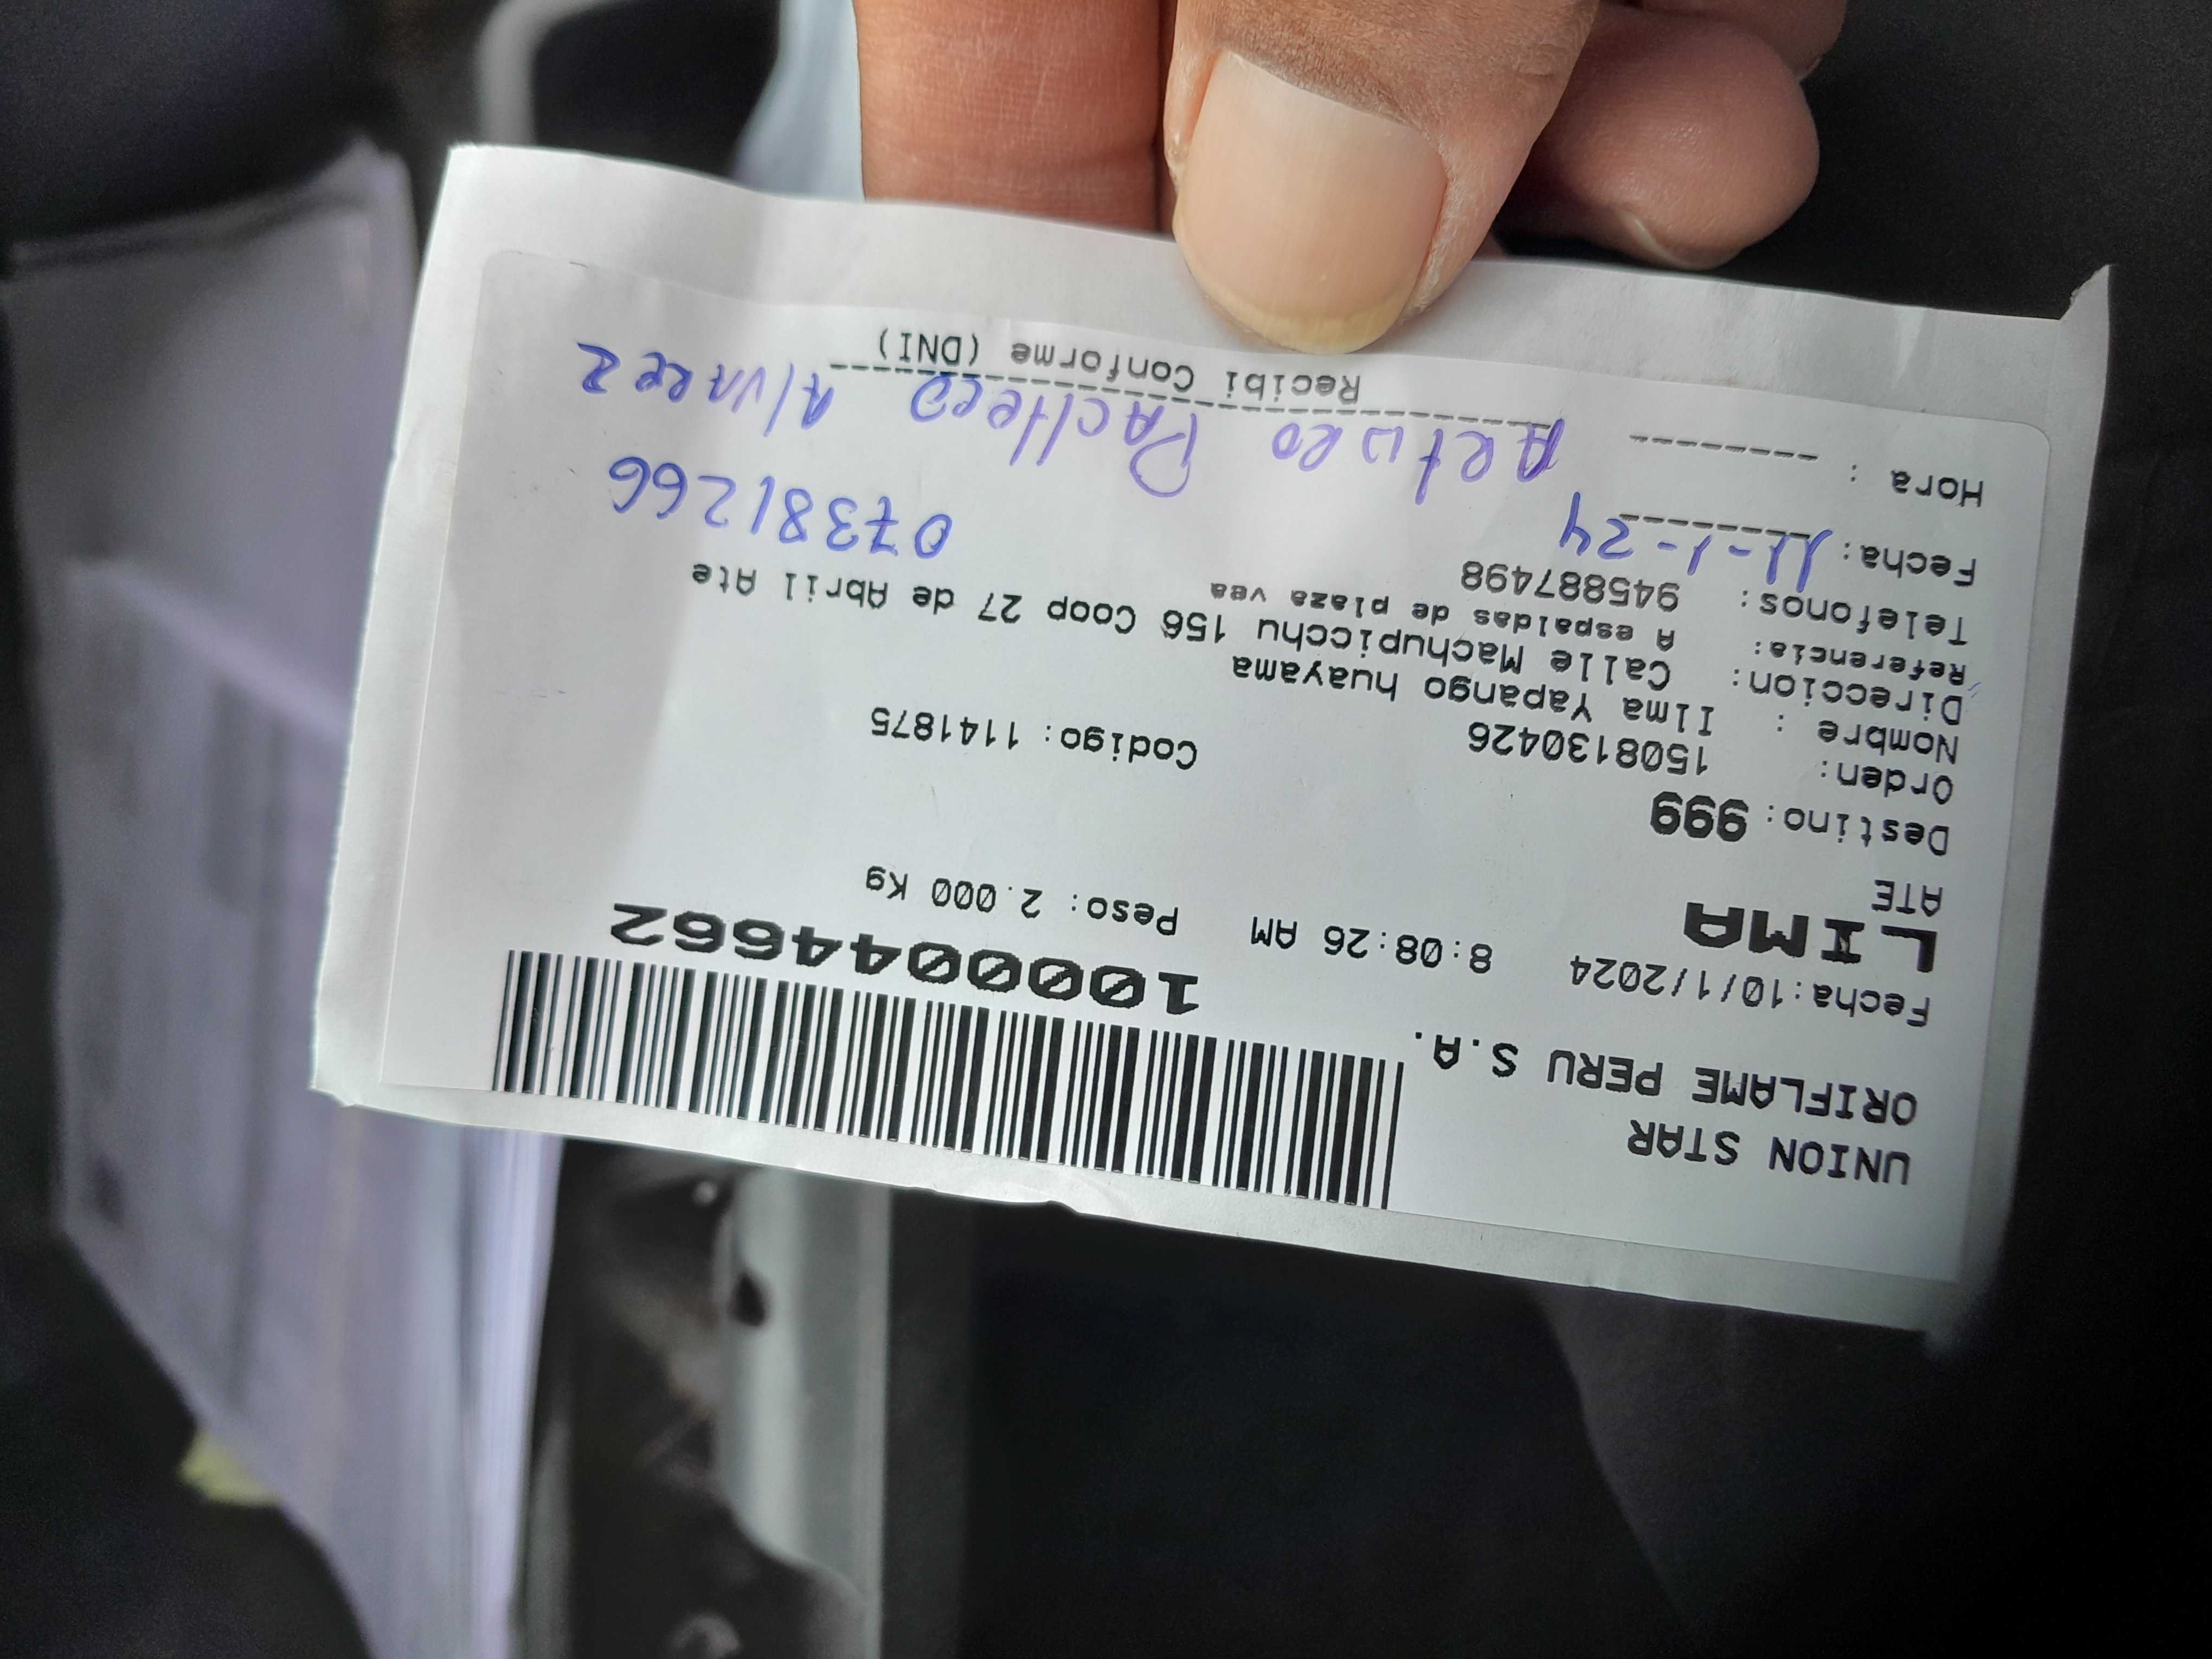 UNION STAR
ORIFLAME PERU S.A.
Fecha:10/1/2024 8:08:26 AM Peso: 2.000 Kg
1000044662
LIMA
ATE
Destino: 999
Orden: 1508130426 Codigo: 1141875
Nombre : Ilma Yapango huayama
Direccion: Calle Machupicchu 156 Coop 27 de Abril Ate
Referencia: A espaldas de plaza vea
Telefonos: 945887498
Fecha: 11-1-24 07381266
Hora : Arturo Pacheco Alvarez
Recibi Conforme (DNI)